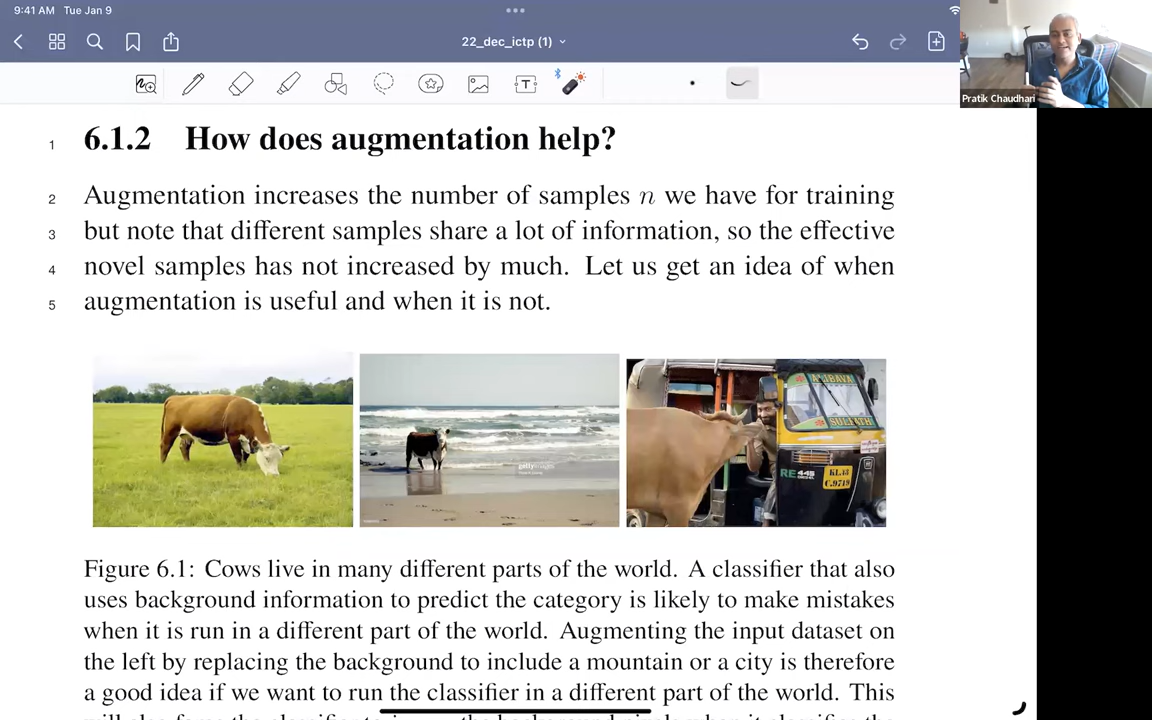 9:41 AM Tue Jan 9
22_dec_ictp (1)
T
Pratik Chaudhari
1 6.1.2 How does augmentation help?
2 Augmentation increases the number of samples n we have for training
3 but note that different samples share a lot of information, so the effective
4 novel samples has not increased by much. Let us get an idea of when
5 augmentation is useful and when it is not.
gettyimages
SULFATH
RE 445
KL.13
C.9719
Figure 6.1: Cows live in many different parts of the world. A classifier that also
uses background information to predict the category is likely to make mistakes
when it is run in a different part of the world. Augmenting the input dataset on
the left by replacing the background to include a mountain or a city is therefore
a good idea if we want to run the classifier in a different part of the world. This